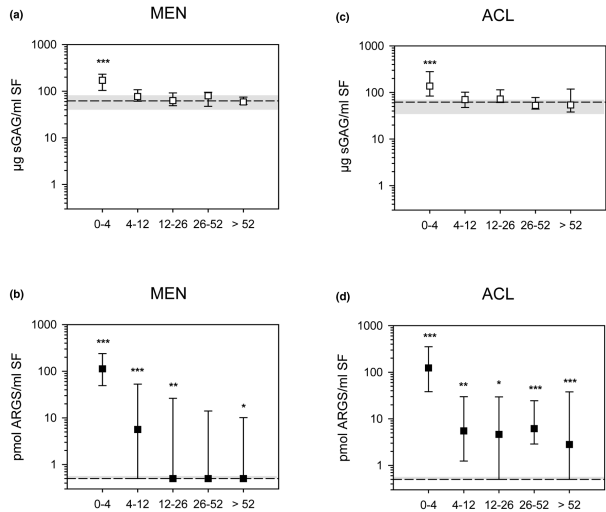 (a)
MEN
µg sGAG/ml SF
1000
100
10
1
***
0-4 4-12 12-26 26-52 > 52
(c)
ACL
µg sGAG/ml SF
1000
100
10
1
***
0-4 4-12 12-26 26-52 > 52
(b)
MEN
pmol ARGS/ml SF
1000
100
10
1
*** *** ** *
0-4 4-12 12-26 26-52 > 52
(d)
ACL
pmol ARGS/ml SF
1000
100
10
1
*** ** * *** ***
0-4 4-12 12-26 26-52 > 52